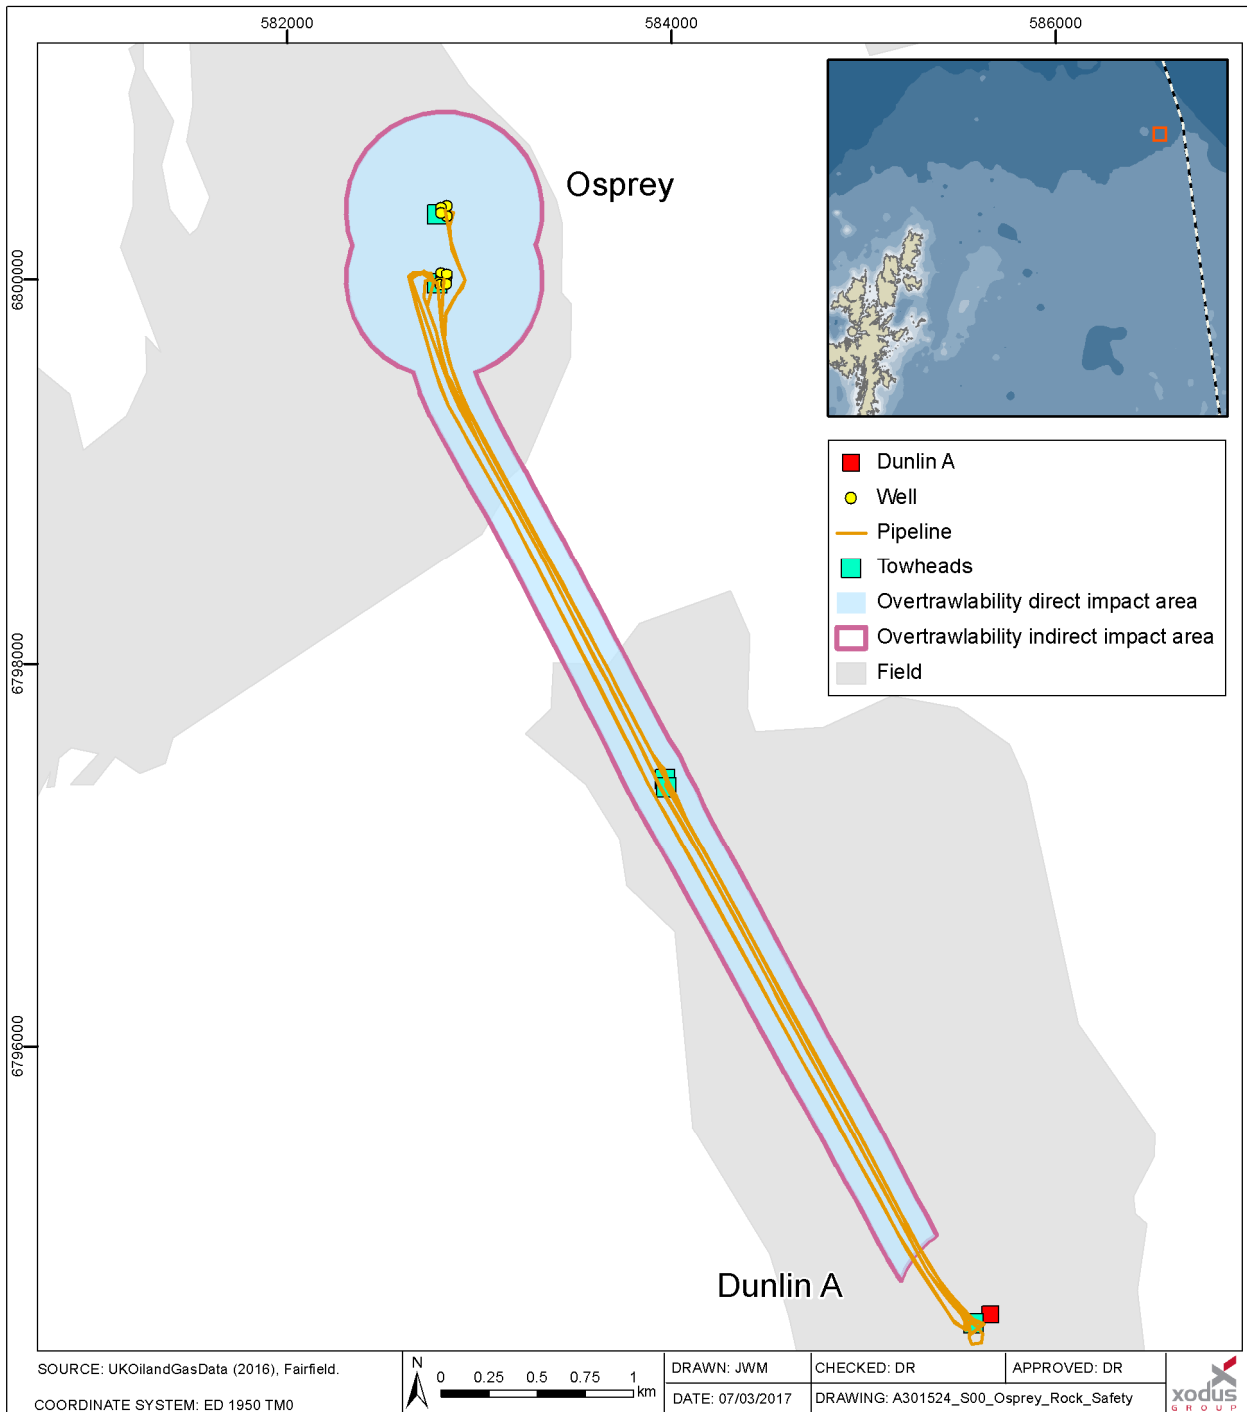 582000
584000
586000
6800000
6798000
6796000
Osprey
Dunlin A
Dunlin A
Well
Pipeline
Towheads
Overtrawlability direct impact area
Overtrawlability indirect impact area
Field
SOURCE: UKOilandGasData (2016), Fairfield.
COORDINATE SYSTEM: ED 1950 TM0
N
0 0.25 0.5 0.75 1
km
DRAWN: JWM
CHECKED: DR
APPROVED: DR
DATE: 07/03/2017
DRAWING: A301524_S00_Osprey_Rock_Safety
xodus
GROUP